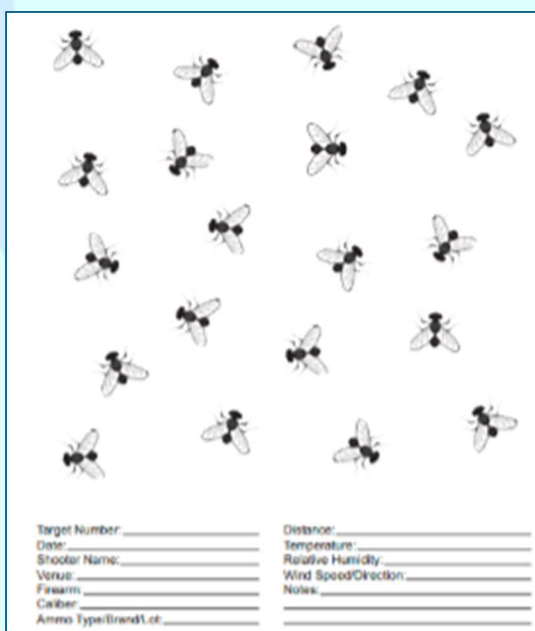 Target Number:
Date:
Shooter Name:
Venue:
Firearm:
Caliber:
Ammo Type/Brand/Lot:
Distance:
Temperature:
Relative Humidity:
Wind Speed/Direction:
Notes: